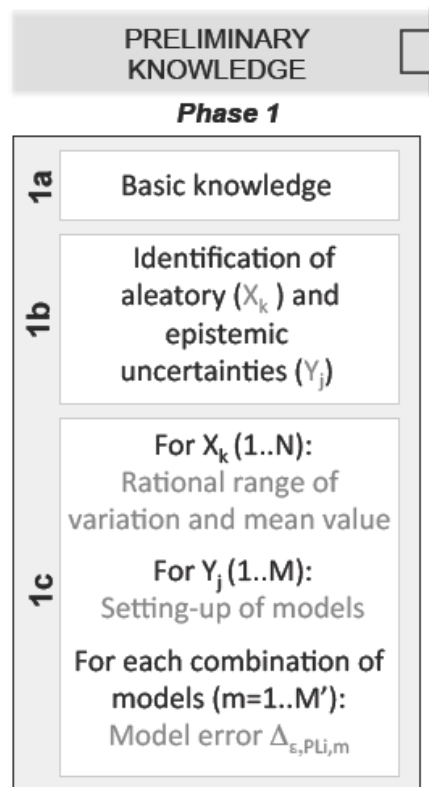 PRELIMINARY
KNOWLEDGE
Phase 1
1a
Basic knowledge
1b
Identification of
aleatory (Xₖ ) and
epistemic
uncertainties (Yⱼ)
1c
For Xₖ (1..N):
Rational range of
variation and mean value
For Yⱼ (1..M):
Setting-up of models
For each combination of
models (m=1..M’):
Model error Δε,PLi,m